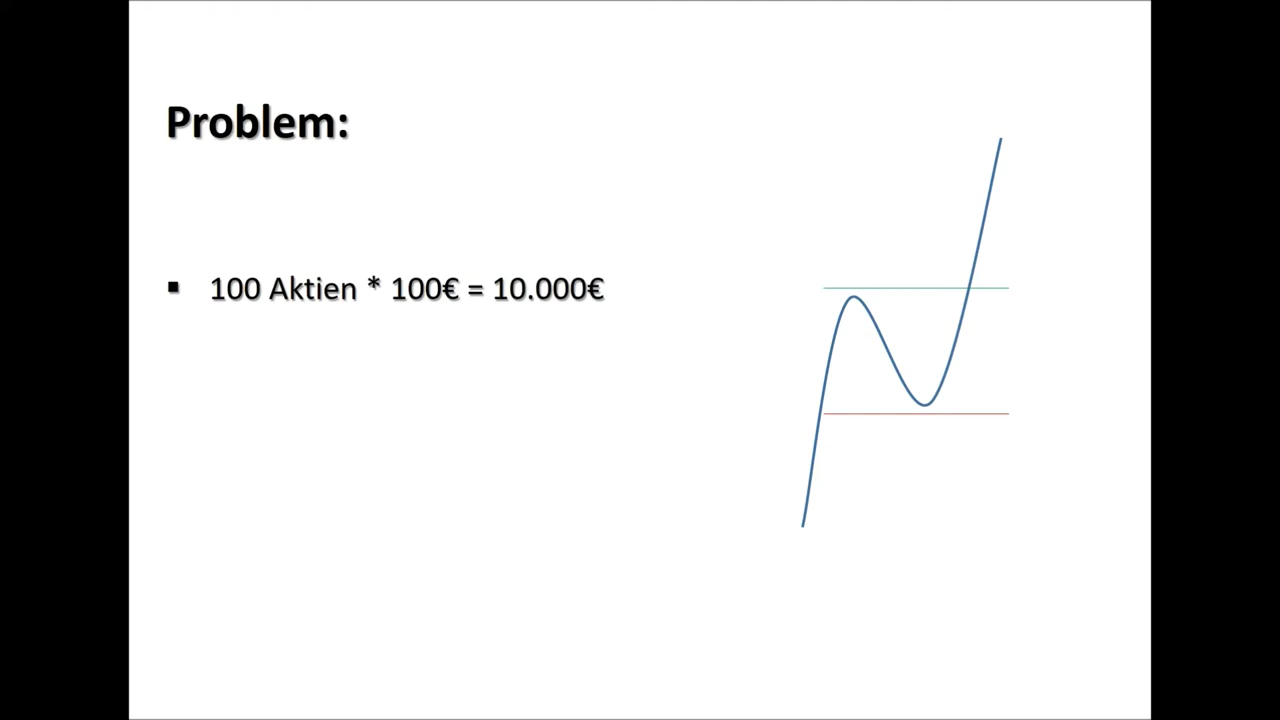 Problem:
▪ 100 Aktien * 100€ = 10.000€